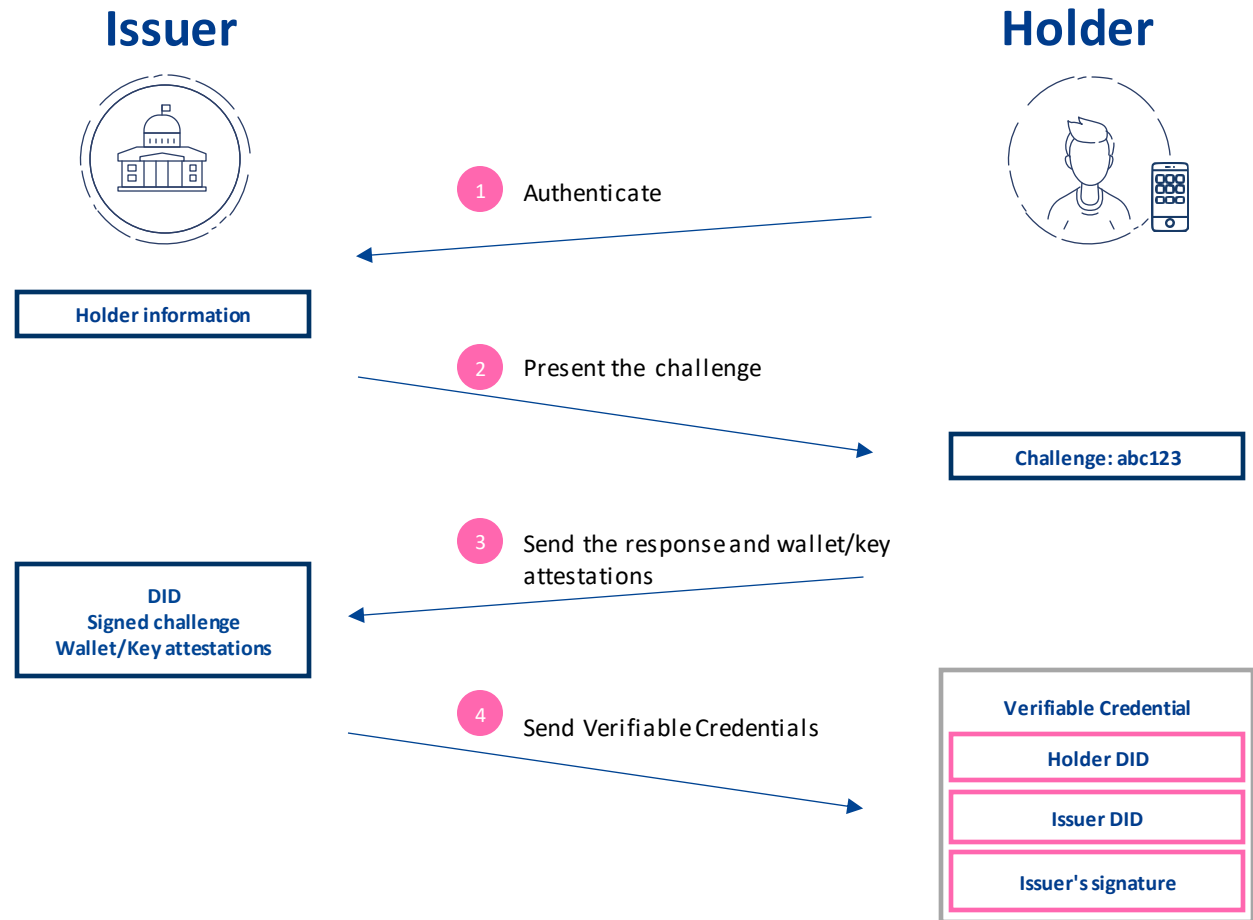 Issuer
Holder
1
Authenticate
Holder information
2
Present the challenge
Challenge: abc123
3
Send the response and wallet/key
attestations
DID
Signed challenge
Wallet/Key attestations
4
Send Verifiable Credentials
Verifiable Credential
Holder DID
Issuer DID
Issuer's signature